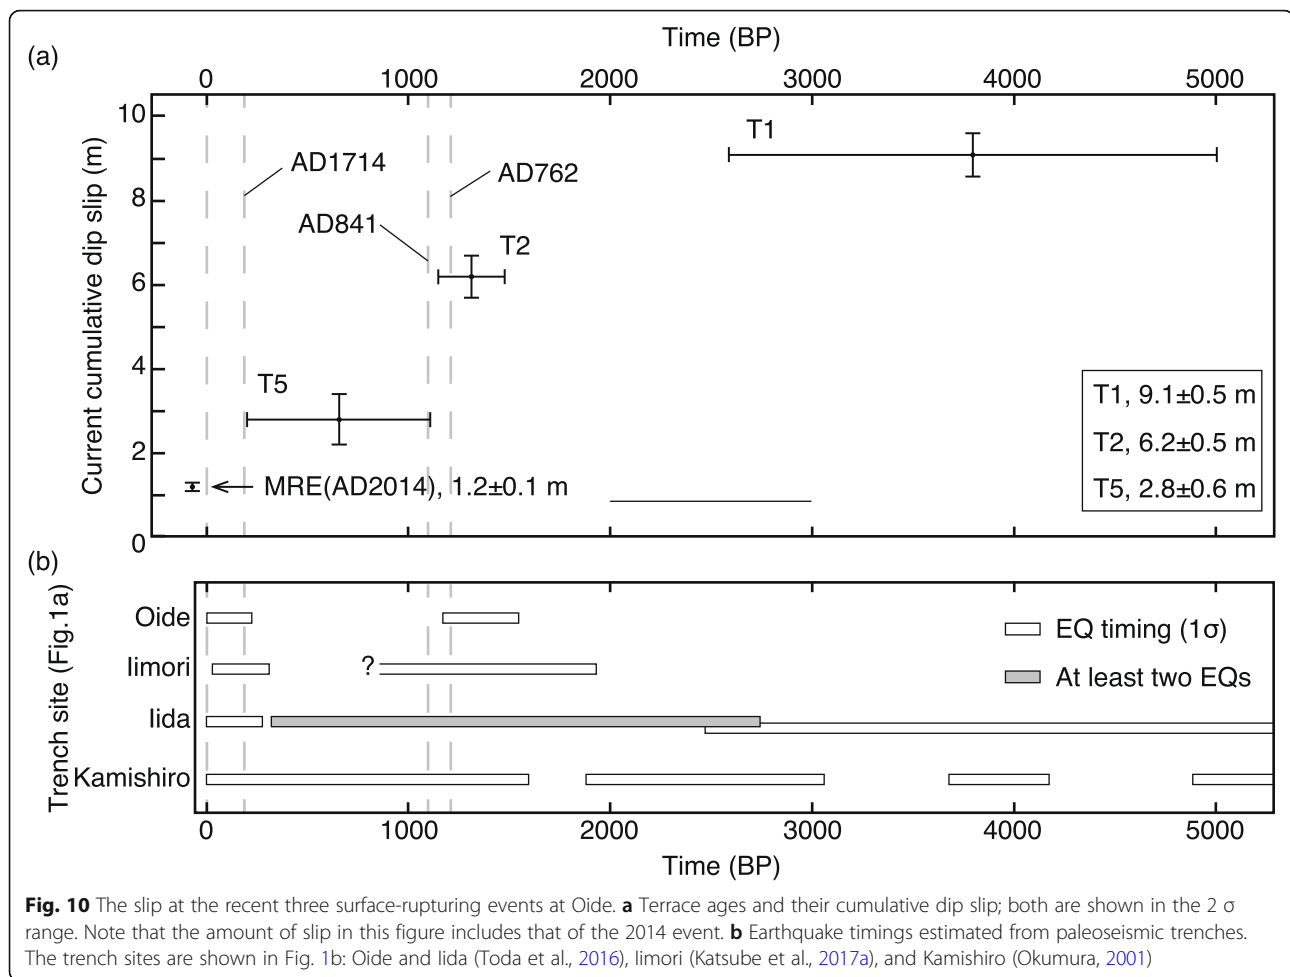 (a)
Time (BP)
0 1000 2000 3000 4000 5000
Current cumulative dip slip (m)
10
8
6
4
2
0
T1
AD1714
AD762
AD841
T2
T5
MRE(AD2014), 1.2±0.1 m
T1, 9.1±0.5 m
T2, 6.2±0.5 m
T5, 2.8±0.6 m
(b)
Trench site (Fig.1a)
Oide
Iimori
?
Iida
Kamishiro
EQ timing (1σ)
At least two EQs
0 1000 2000 3000 4000 5000
Time (BP)
Fig. 10 The slip at the recent three surface-rupturing events at Oide. a Terrace ages and their cumulative dip slip; both are shown in the 2 σ
range. Note that the amount of slip in this figure includes that of the 2014 event. b Earthquake timings estimated from paleoseismic trenches.
The trench sites are shown in Fig. 1b: Oide and Iida (Toda et al., 2016), Iimori (Katsube et al., 2017a), and Kamishiro (Okumura, 2001)